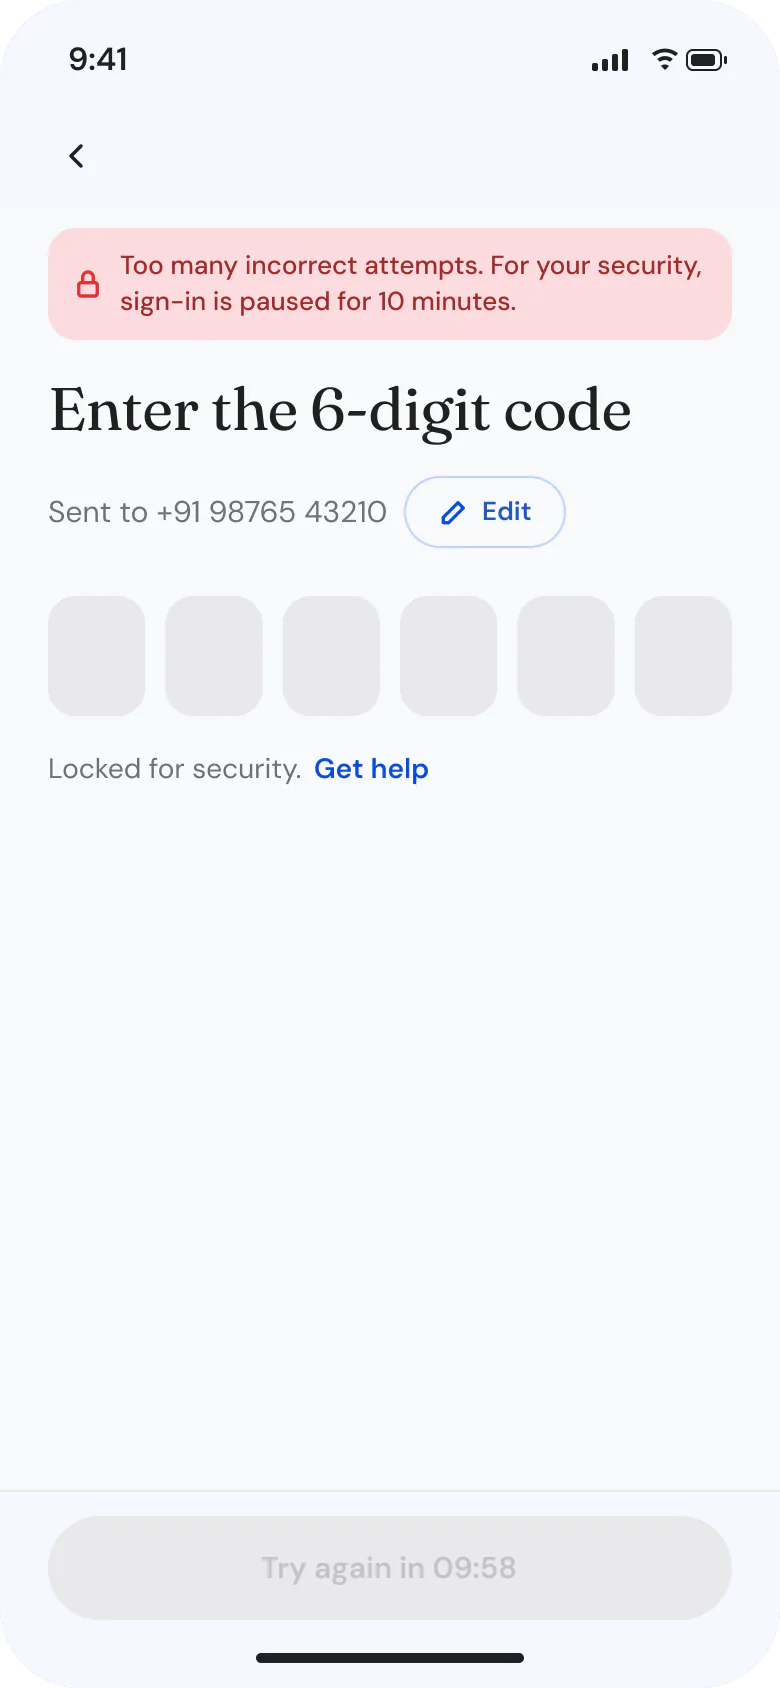 9:41
Too many incorrect attempts. For your security,
sign-in is paused for 10 minutes.
Enter the 6-digit code
Sent to +91 98765 43210 Edit
Locked for security. Get help
Try again in 09:58